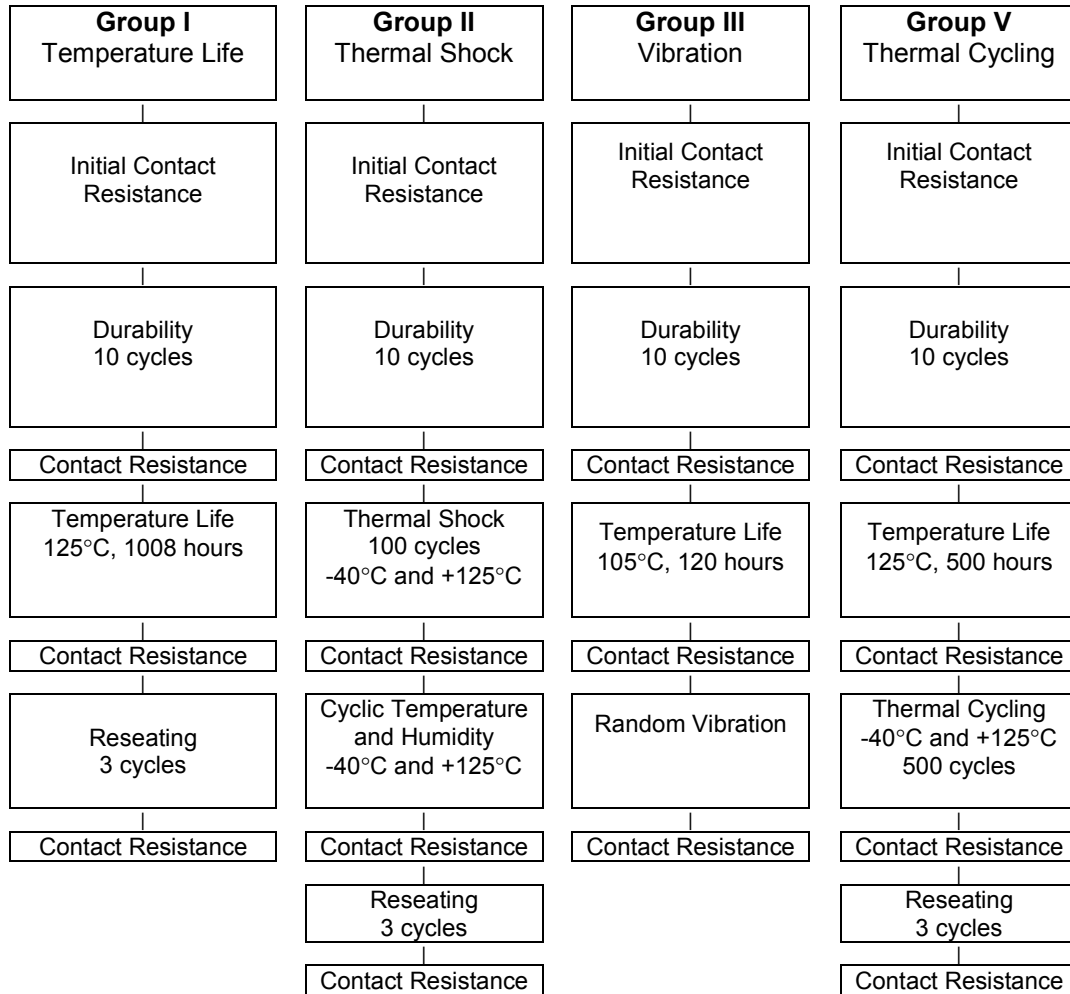 Group I
Temperature Life
Initial Contact
Resistance
Durability
10 cycles
Contact Resistance
Temperature Life
125°C, 1008 hours
Contact Resistance
Reseating
3 cycles
Contact Resistance
Group II
Thermal Shock
Initial Contact
Resistance
Durability
10 cycles
Contact Resistance
Thermal Shock
100 cycles
-40°C and +125°C
Contact Resistance
Cyclic Temperature
and Humidity
-40°C and +125°C
Contact Resistance
Reseating
3 cycles
Contact Resistance
Group III
Vibration
Initial Contact
Resistance
Durability
10 cycles
Contact Resistance
Temperature Life
105°C, 120 hours
Contact Resistance
Random Vibration
Contact Resistance
Group V
Thermal Cycling
Initial Contact
Resistance
Durability
10 cycles
Contact Resistance
Temperature Life
125°C, 500 hours
Contact Resistance
Thermal Cycling
-40°C and +125°C
500 cycles
Contact Resistance
Reseating
3 cycles
Contact Resistance